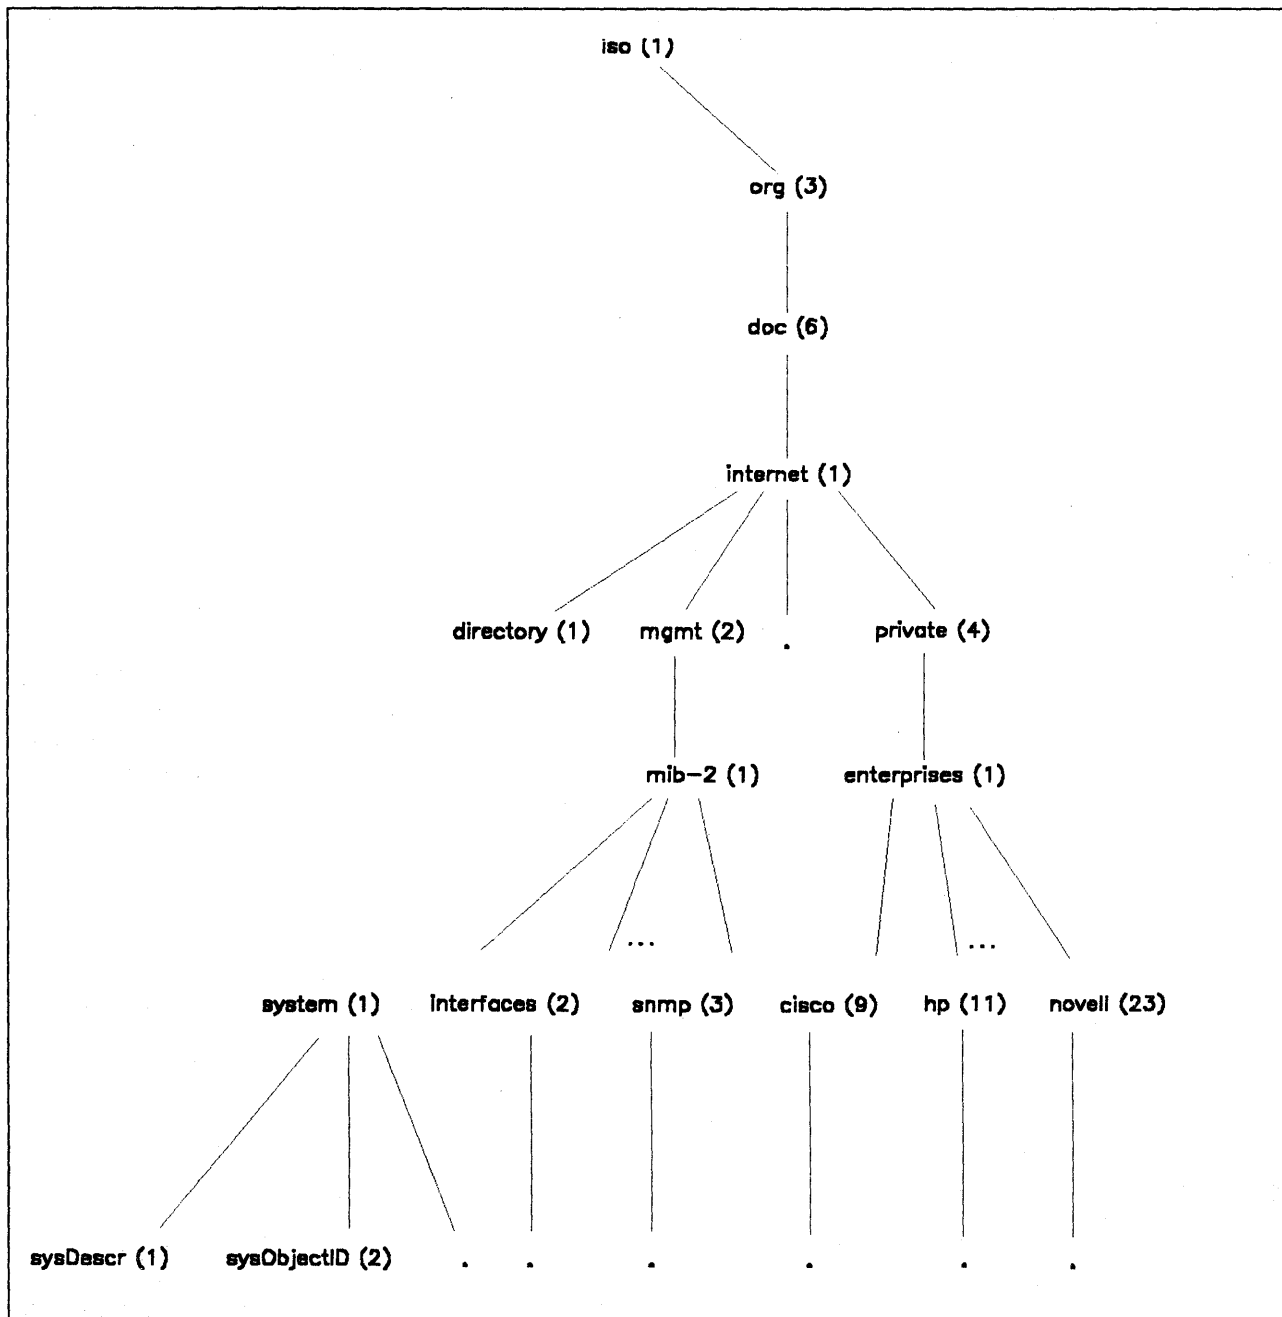 iso (1)
org (3)
doc (6)
internet (1)
directory (1) mgmt (2) . private (4)
mib-2 (1) enterprises (1)
... ...
system (1) interfaces (2) snmp (3) cisco (9) hp (11) novell (23)
sysDescr (1) sysObjectID (2) . . . . . .